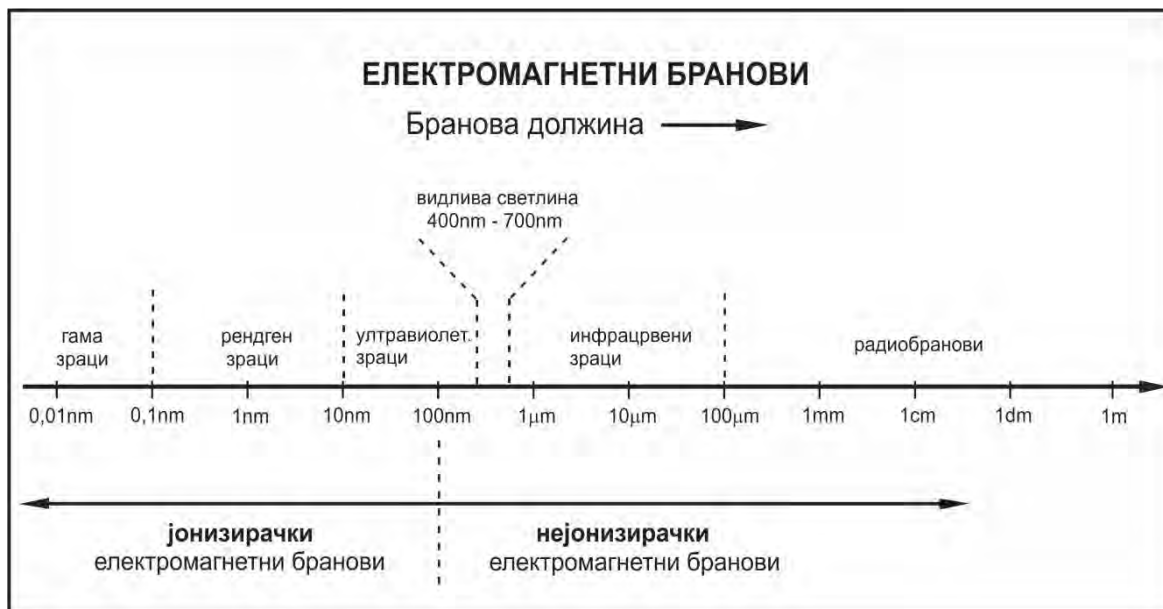 ЕЛЕКТРОМАГНЕТНИ БРАНОВИ
Бранова должина
видлива светлина
400nm - 700nm
гама
зраци
рендген
зраци
ултравиолет.
зраци
инфрацрвени
зраци
радиобранови
0,01nm 0,1nm 1nm 10nm 100nm 1μm 10μm 100μm 1mm 1cm 1dm 1m
јонизирачки
електромагнетни бранови
нејонизирачки
електромагнетни бранови